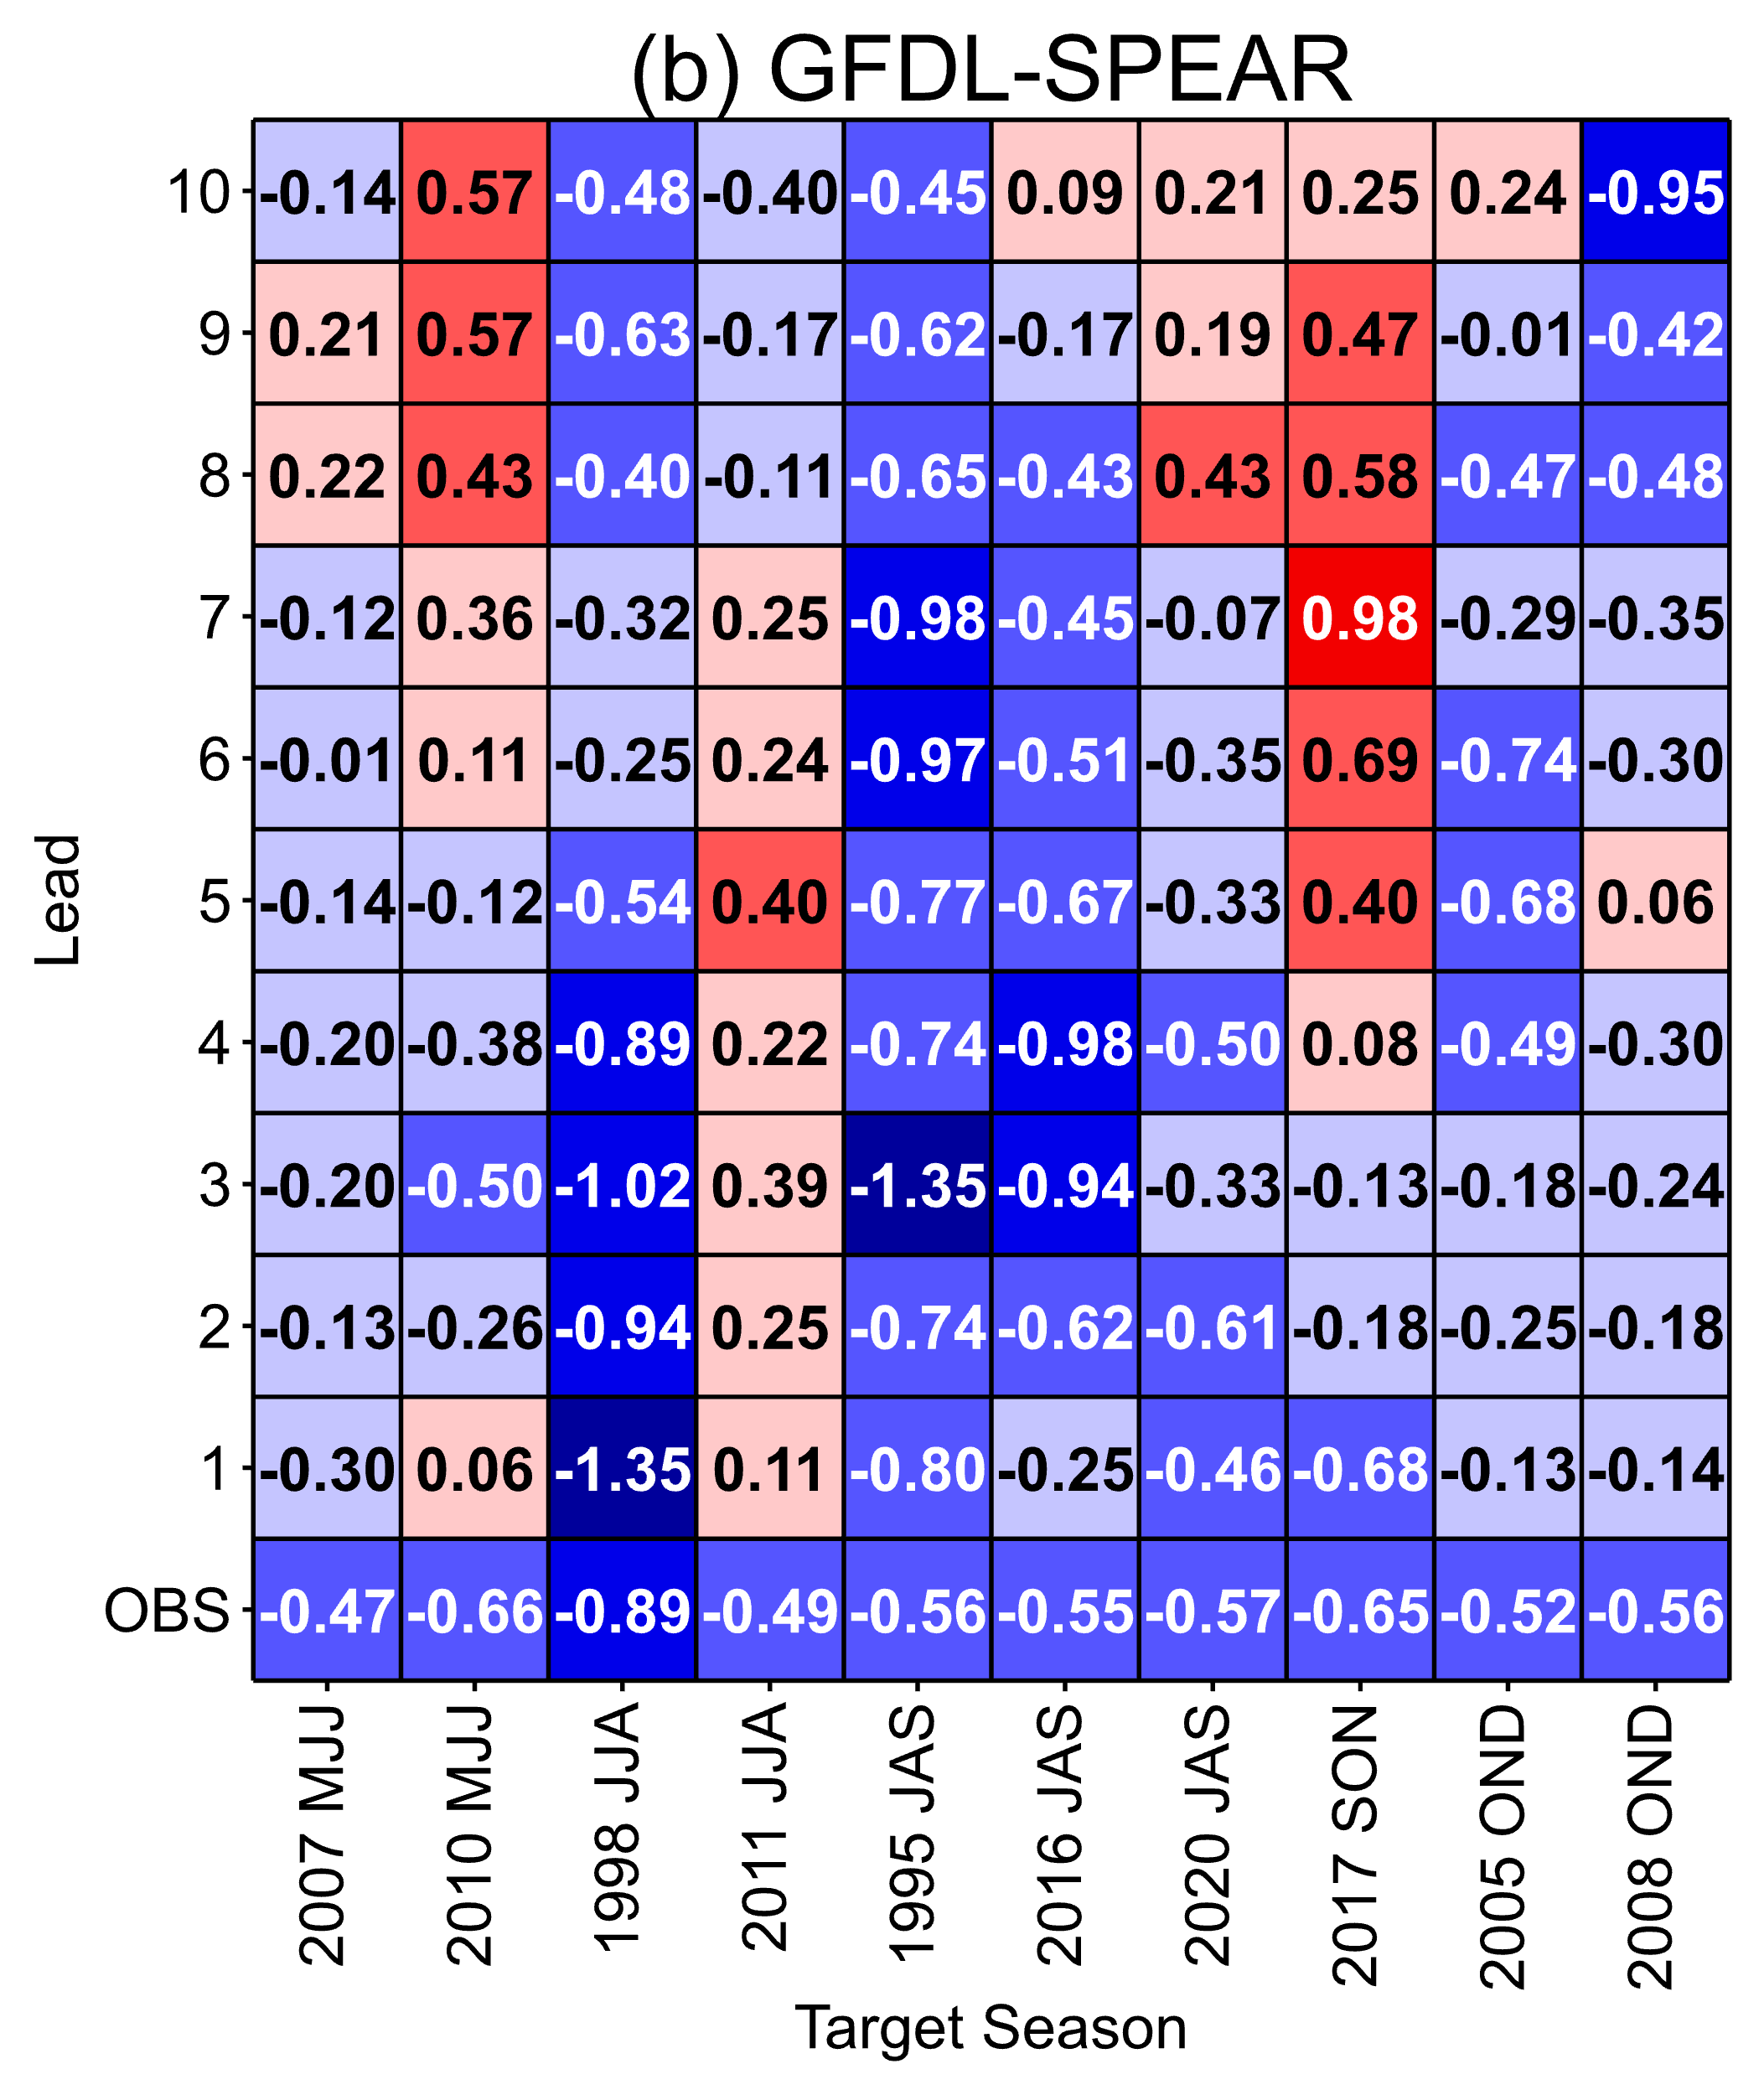 (b) GFDL-SPEAR
10 -0.14 0.57 -0.48 -0.40 -0.45 0.09 0.21 0.25 0.24 -0.95
9 0.21 0.57 -0.63 -0.17 -0.62 -0.17 0.19 0.47 -0.01 -0.42
8 0.22 0.43 -0.40 -0.11 -0.65 -0.43 0.43 0.58 -0.47 -0.48
7 -0.12 0.36 -0.32 0.25 -0.98 -0.45 -0.07 0.98 -0.29 -0.35
6 -0.01 0.11 -0.25 0.24 -0.97 -0.51 -0.35 0.69 -0.74 -0.30
5 -0.14 -0.12 -0.54 0.40 -0.77 -0.67 -0.33 0.40 -0.68 0.06
4 -0.20 -0.38 -0.89 0.22 -0.74 -0.98 -0.50 0.08 -0.49 -0.30
3 -0.20 -0.50 -1.02 0.39 -1.35 -0.94 -0.33 -0.13 -0.18 -0.24
2 -0.13 -0.26 -0.94 0.25 -0.74 -0.62 -0.61 -0.18 -0.25 -0.18
1 -0.30 0.06 -1.35 0.11 -0.80 -0.25 -0.46 -0.68 -0.13 -0.14
OBS -0.47 -0.66 -0.89 -0.49 -0.56 -0.55 -0.57 -0.65 -0.52 -0.56
Lead
2007 MJJ
2010 MJJ
1998 JJA
2011 JJA
1995 JAS
2016 JAS
2020 JAS
2017 SON
2005 OND
2008 OND
Target Season